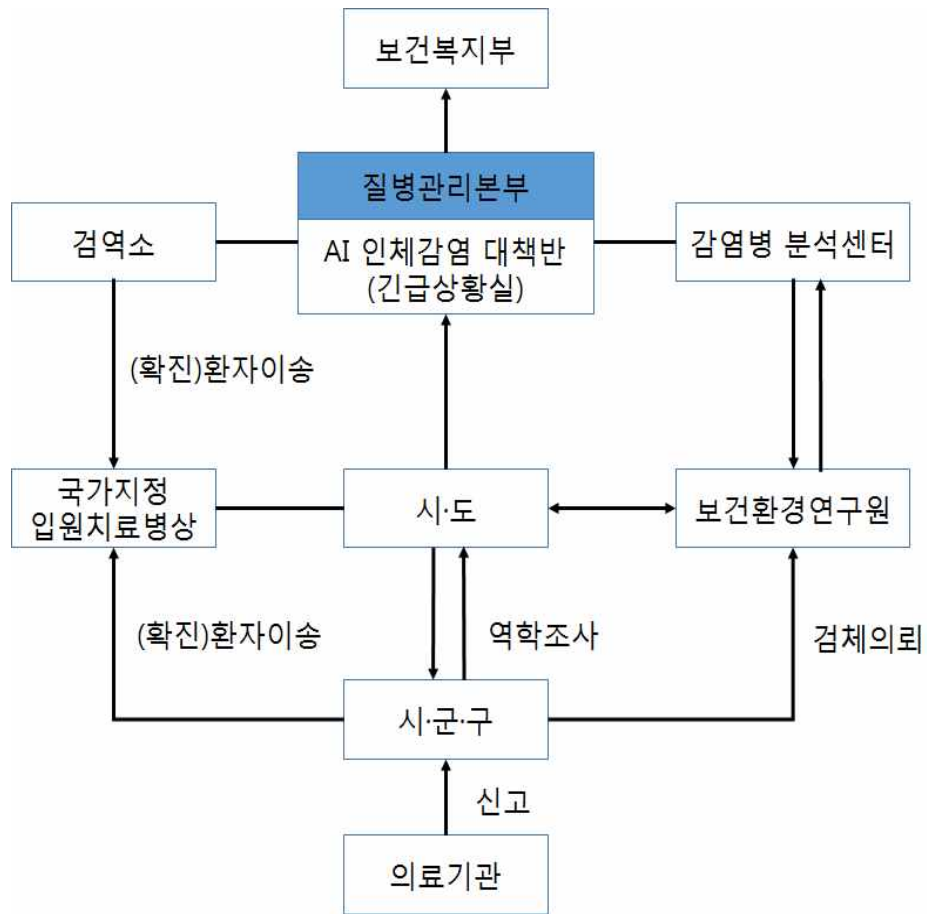 보건복지부
질병관리본부
검역소
AI 인체감염 대책반
(긴급상황실)
감염병 분석센터
(확진)환자이송
국가지정
입원치료병상
시·도
보건환경연구원
(확진)환자이송
역학조사
검체의뢰
시·군·구
신고
의료기관